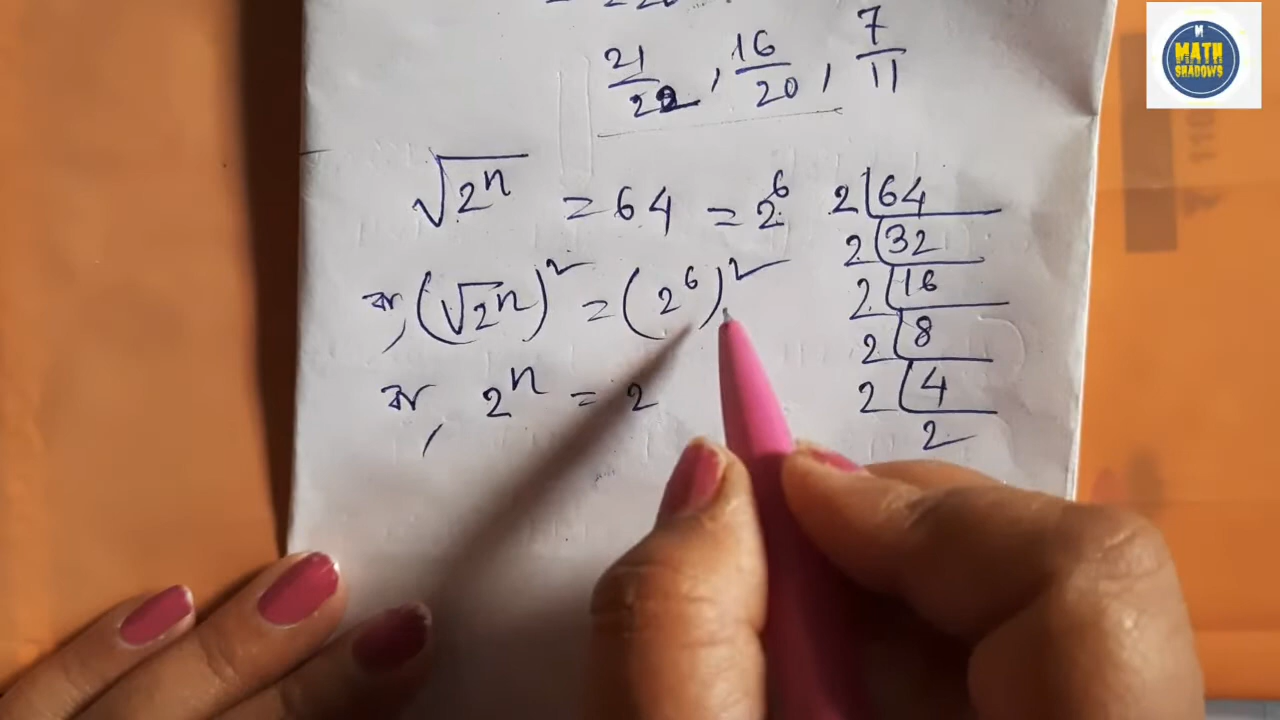 21/22, 16/20, 7/11
√2ⁿ = 64 = 2⁶
বা, (√2ⁿ)² = (2⁶)²
বা, 2ⁿ = 2
2 | 64
2 | 32
2 | 16
2 | 8
2 | 4
2
M
MATH
SHADOWS